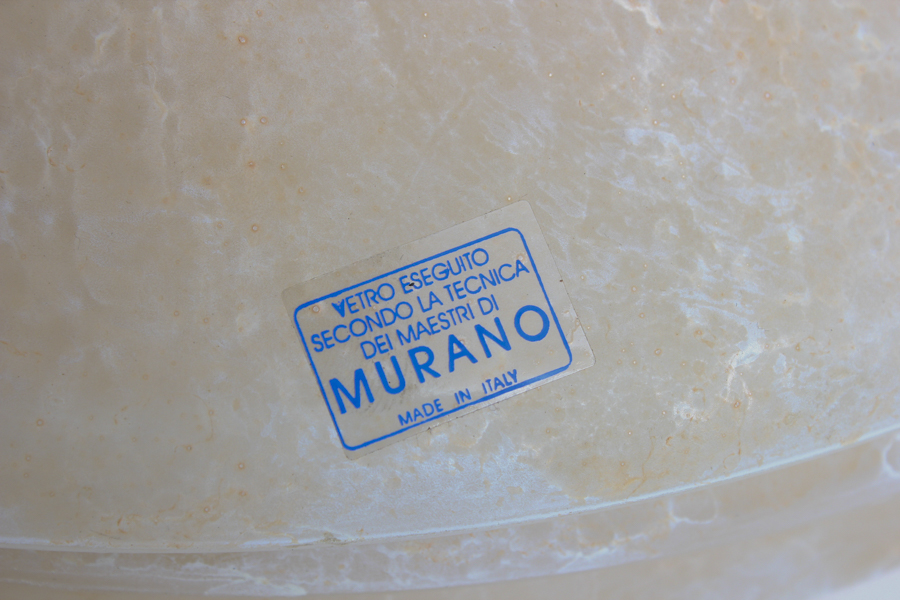 VETRO ESEGUITO
SECONDO LA TECNICA
DEI MAESTRI DI
MURANO
MADE IN ITALY